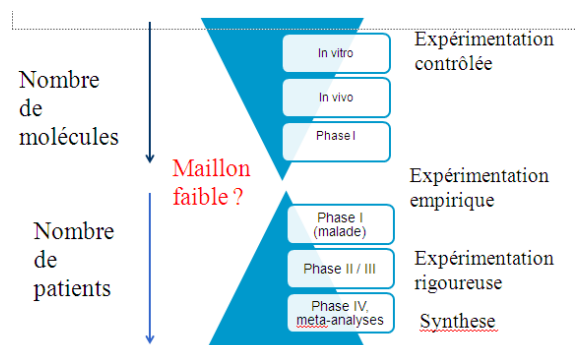 Nombre
de
molécules
In vitro
In vivo
Phase I
Expérimentation
contrôlée
Maillon
faible ?
Expérimentation
empirique
Nombre
de
patients
Phase I
(malade)
Phase II / III
Phase IV,
meta-analyses
Expérimentation
rigoureuse
Synthese